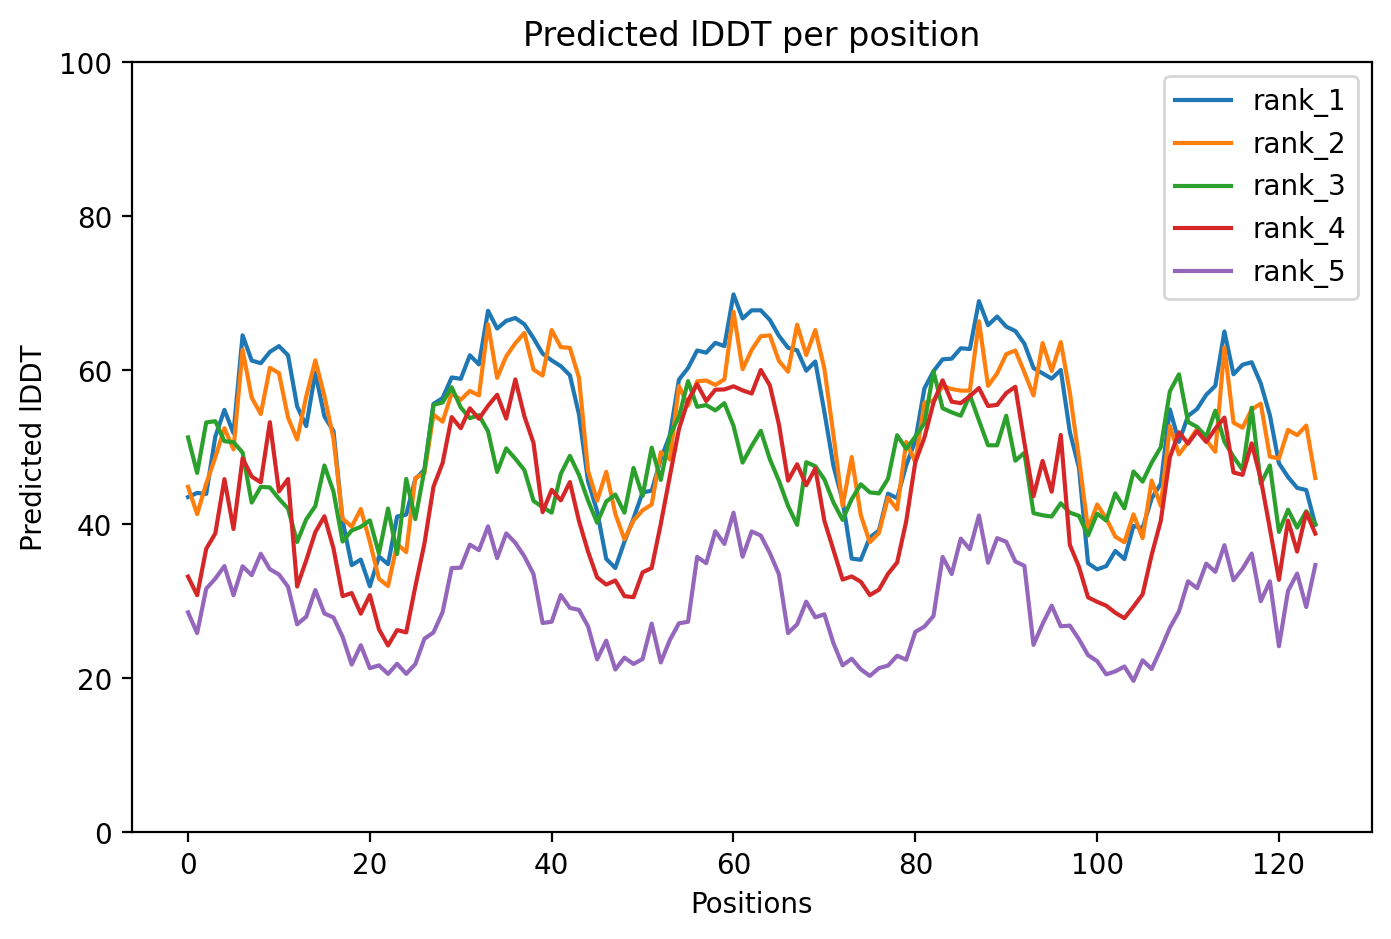 Predicted lDDT per position
100
80
60
40
20
0
Predicted lDDT
0 20 40 60 80 100 120
Positions
rank_1
rank_2
rank_3
rank_4
rank_5